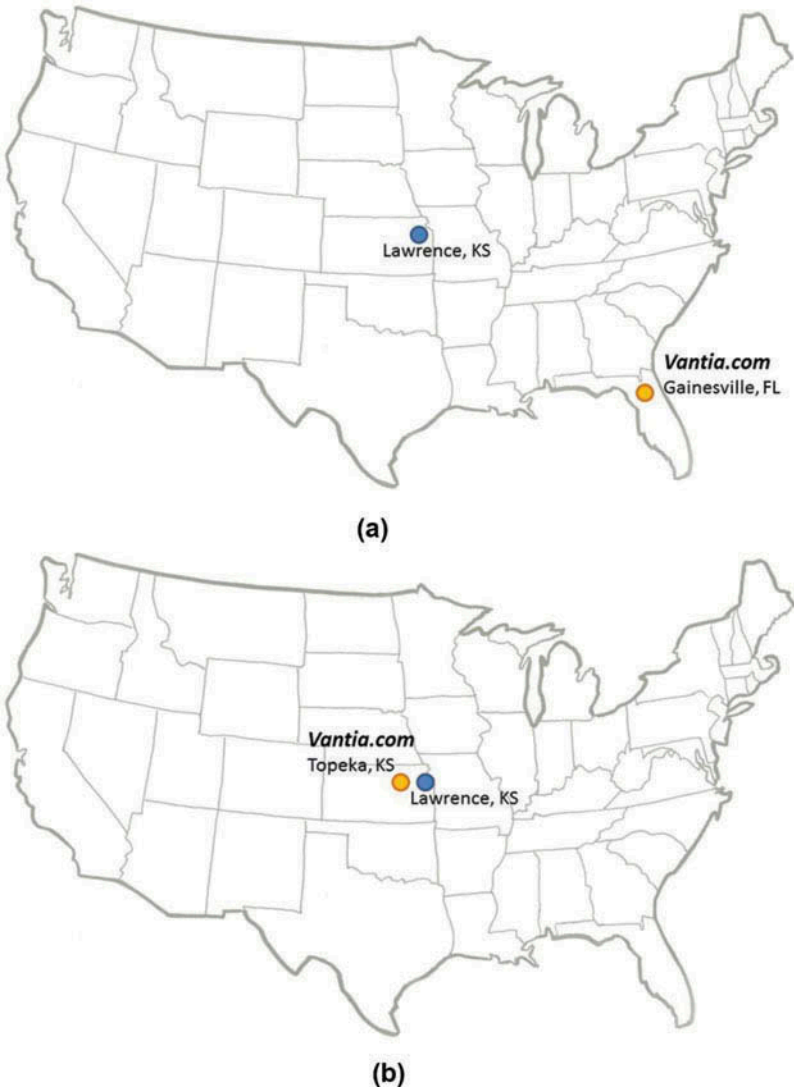 Lawrence, KS
Vantia.com
Gainesville, FL
(a)
Vantia.com
Topeka, KS
Lawrence, KS
(b)